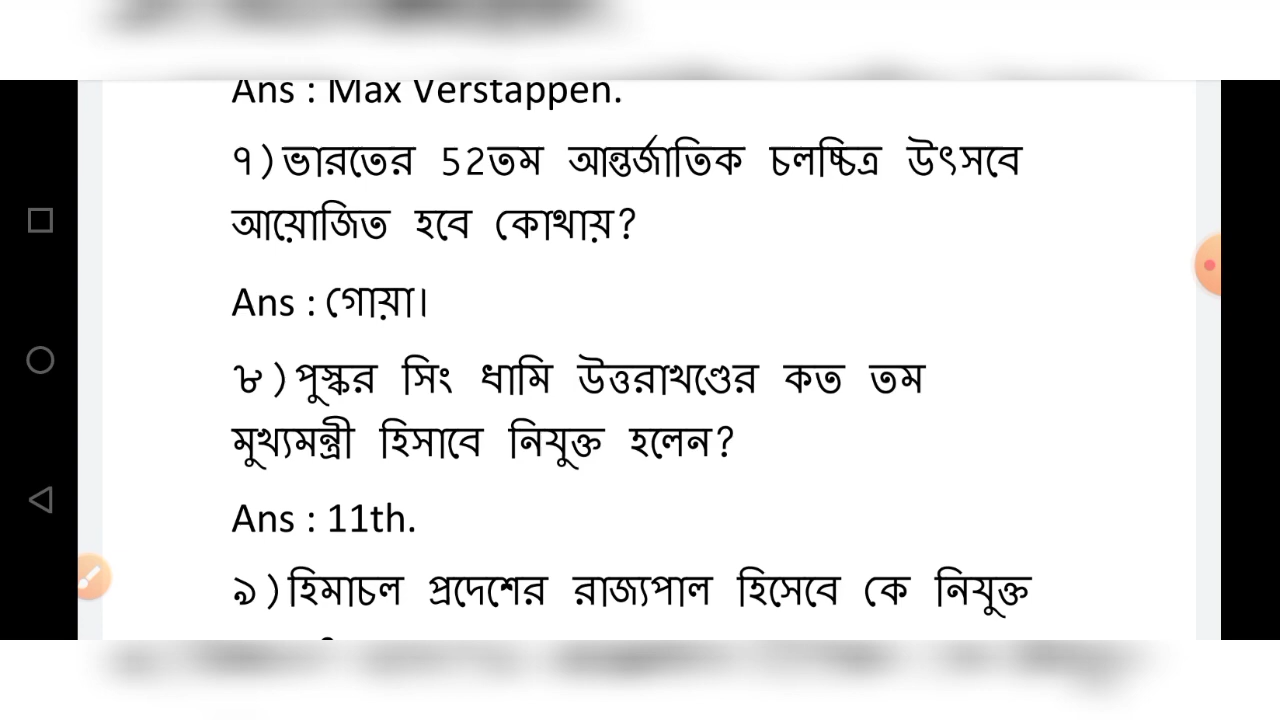 Ans : Max Verstappen.
৭)ভারতের 52তম আন্তর্জাতিক চলচ্চিত্র উৎসবে
আয়োজিত হবে কোথায়?
Ans : গোয়া।
৮)পুস্কর সিং ধামি উত্তরাখণ্ডের কত তম
মুখ্যমন্ত্রী হিসাবে নিযুক্ত হলেন?
Ans : 11th.
৯)হিমাচল প্রদেশের রাজ্যপাল হিসেবে কে নিযুক্ত